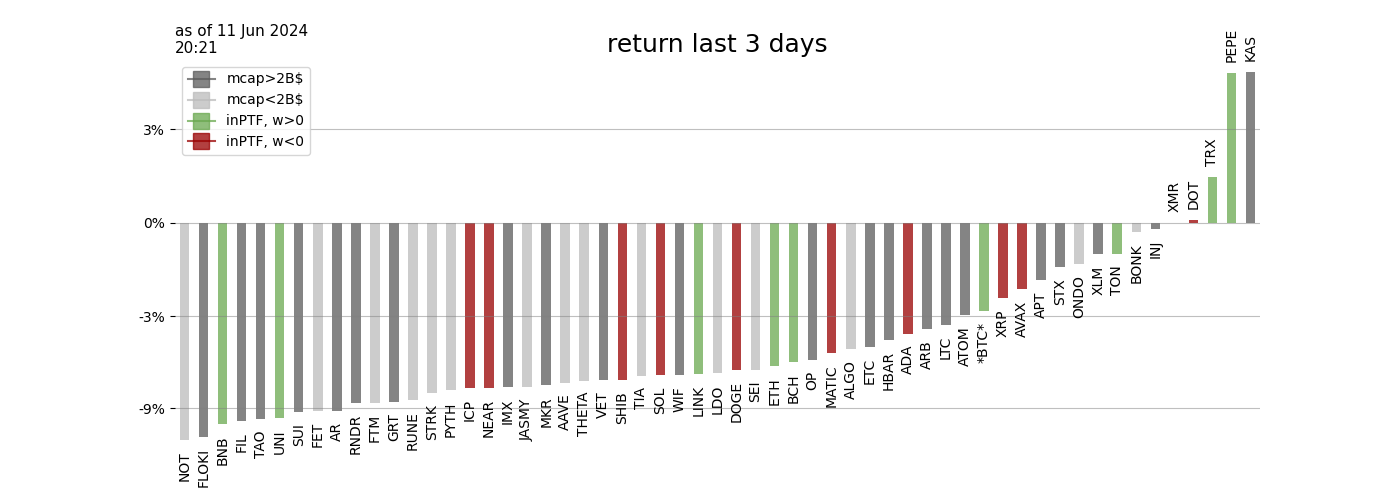 as of 11 Jun 2024
20:21
return last 3 days
mcap>2B$
mcap<2B$
inPTF, w>0
inPTF, w<0
3%
0%
-3%
-9%
NOT
FLOKI
BNB
FIL
TAO
UNI
SUI
FET
AR
RNDR
FTM
GRT
RUNE
STRK
PYTH
ICP
NEAR
IMX
JASMY
MKR
AAVE
THETA
VET
SHIB
TIA
SOL
WIF
LINK
LDO
DOGE
SEI
ETH
BCH
OP
MATIC
ALGO
ETC
HBAR
ADA
ARB
LTC
ATOM
*BTC*
XRP
AVAX
APT
STX
ONDO
XLM
TON
BONK
INJ
XMR
DOT
TRX
PEPE
KAS